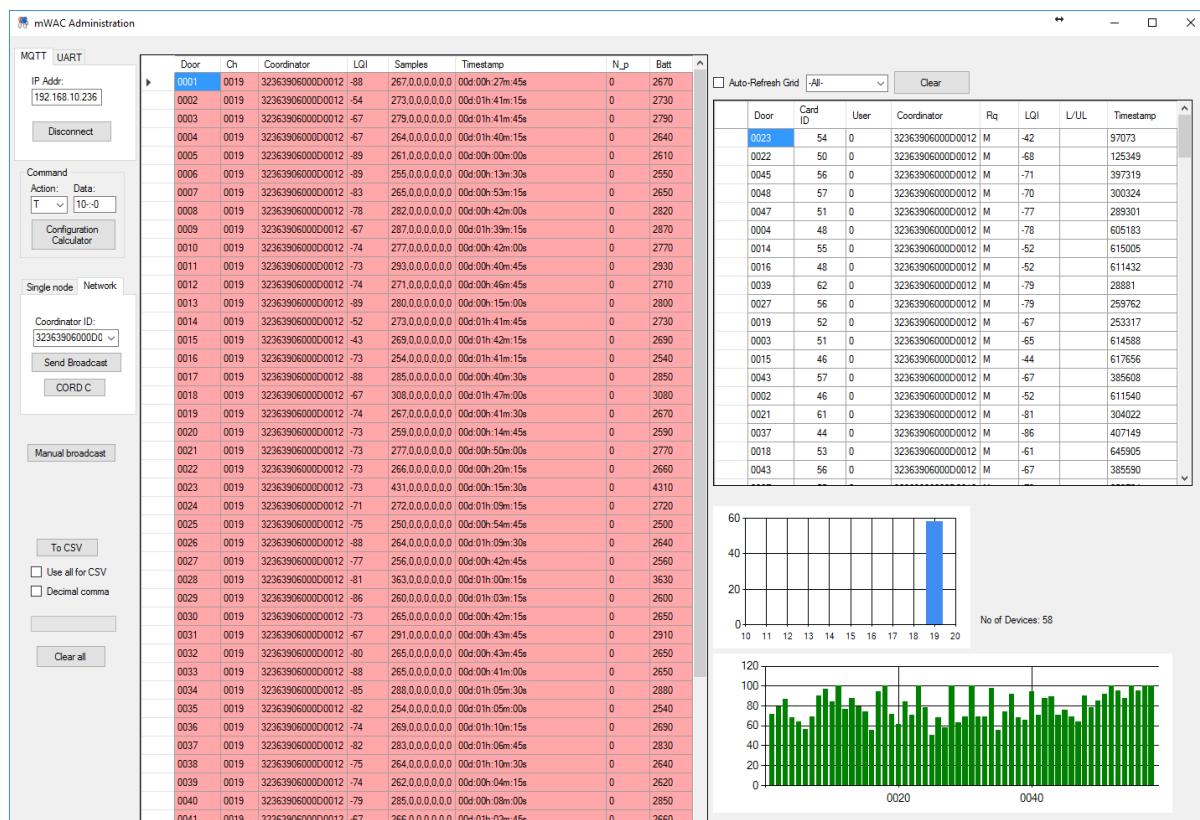 mWAC Administration
MQTT UART
IP Addr:
192.168.10.236
Disconnect
Command
Action: Data:
T 10-:-0
Configuration
Calculator
Single node Network
Coordinator ID:
32363906000D0
Send Broadcast
CORD C
Manual broadcast
To CSV
Use all for CSV
Decimal comma
Clear all
Door Ch Coordinator LQI Samples Timestamp N_p Batt
0001 0019 32363906000D0012 -88 267,0,0,0,0,0,0 00d:00h:27m:45s 0 2670
0002 0019 32363906000D0012 -54 273,0,0,0,0,0,0 00d:01h:41m:15s 0 2730
0003 0019 32363906000D0012 -67 279,0,0,0,0,0,0 00d:01h:41m:45s 0 2790
0004 0019 32363906000D0012 -67 264,0,0,0,0,0,0 00d:01h:40m:15s 0 2640
0005 0019 32363906000D0012 -89 261,0,0,0,0,0,0 00d:00h:00m:00s 0 2610
0006 0019 32363906000D0012 -89 255,0,0,0,0,0,0 00d:00h:13m:30s 0 2550
0007 0019 32363906000D0012 -83 265,0,0,0,0,0,0 00d:00h:53m:15s 0 2650
0008 0019 32363906000D0012 -78 282,0,0,0,0,0,0 00d:00h:42m:00s 0 2820
0009 0019 32363906000D0012 -67 287,0,0,0,0,0,0 00d:01h:39m:15s 0 2870
0010 0019 32363906000D0012 -74 277,0,0,0,0,0,0 00d:00h:42m:00s 0 2770
0011 0019 32363906000D0012 -73 293,0,0,0,0,0,0 00d:00h:40m:45s 0 2930
0012 0019 32363906000D0012 -74 271,0,0,0,0,0,0 00d:00h:46m:45s 0 2710
0013 0019 32363906000D0012 -89 280,0,0,0,0,0,0 00d:00h:15m:00s 0 2800
0014 0019 32363906000D0012 -52 273,0,0,0,0,0,0 00d:01h:41m:45s 0 2730
0015 0019 32363906000D0012 -43 269,0,0,0,0,0,0 00d:01h:42m:15s 0 2690
0016 0019 32363906000D0012 -73 254,0,0,0,0,0,0 00d:01h:41m:15s 0 2540
0017 0019 32363906000D0012 -88 285,0,0,0,0,0,0 00d:00h:40m:30s 0 2850
0018 0019 32363906000D0012 -67 308,0,0,0,0,0,0 00d:01h:47m:00s 0 3080
0019 0019 32363906000D0012 -74 267,0,0,0,0,0,0 00d:00h:41m:30s 0 2670
0020 0019 32363906000D0012 -73 259,0,0,0,0,0,0 00d:00h:14m:45s 0 2590
0021 0019 32363906000D0012 -73 277,0,0,0,0,0,0 00d:00h:50m:00s 0 2770
0022 0019 32363906000D0012 -73 266,0,0,0,0,0,0 00d:00h:20m:15s 0 2660
0023 0019 32363906000D0012 -73 431,0,0,0,0,0,0 00d:00h:15m:30s 0 4310
0024 0019 32363906000D0012 -71 272,0,0,0,0,0,0 00d:01h:09m:15s 0 2720
0025 0019 32363906000D0012 -75 250,0,0,0,0,0,0 00d:00h:54m:45s 0 2500
0026 0019 32363906000D0012 -88 264,0,0,0,0,0,0 00d:01h:09m:30s 0 2640
0027 0019 32363906000D0012 -77 256,0,0,0,0,0,0 00d:00h:42m:45s 0 2560
0028 0019 32363906000D0012 -81 363,0,0,0,0,0,0 00d:01h:00m:15s 0 3630
0029 0019 32363906000D0012 -86 260,0,0,0,0,0,0 00d:01h:03m:15s 0 2600
0030 0019 32363906000D0012 -73 265,0,0,0,0,0,0 00d:00h:42m:15s 0 2650
0031 0019 32363906000D0012 -67 291,0,0,0,0,0,0 00d:00h:43m:45s 0 2910
0032 0019 32363906000D0012 -80 265,0,0,0,0,0,0 00d:00h:43m:45s 0 2650
0033 0019 32363906000D0012 -88 265,0,0,0,0,0,0 00d:00h:41m:00s 0 2650
0034 0019 32363906000D0012 -85 288,0,0,0,0,0,0 00d:01h:05m:30s 0 2880
0035 0019 32363906000D0012 -82 254,0,0,0,0,0,0 00d:01h:05m:00s 0 2540
0036 0019 32363906000D0012 -74 269,0,0,0,0,0,0 00d:01h:10m:15s 0 2690
0037 0019 32363906000D0012 -82 283,0,0,0,0,0,0 00d:01h:06m:45s 0 2830
0038 0019 32363906000D0012 -75 264,0,0,0,0,0,0 00d:01h:10m:30s 0 2640
0039 0019 32363906000D0012 -74 262,0,0,0,0,0,0 00d:00h:04m:15s 0 2620
0040 0019 32363906000D0012 -79 285,0,0,0,0,0,0 00d:00h:08m:00s 0 2850
0041 0019 32363906000D0012 -67 266,0,0,0,0,0,0 00d:01h:02m:45s 0 2660
Auto-Refresh Grid -All- Clear
Door Card ID User Coordinator Rq LQI L/UL Timestamp
0023 54 0 32363906000D0012 M -42 97073
0022 50 0 32363906000D0012 M -68 125349
0045 56 0 32363906000D0012 M -71 397319
0048 57 0 32363906000D0012 M -70 300324
0047 51 0 32363906000D0012 M -77 289301
0004 48 0 32363906000D0012 M -78 605183
0014 55 0 32363906000D0012 M -52 615005
0016 48 0 32363906000D0012 M -52 611432
0039 62 0 32363906000D0012 M -79 28881
0027 56 0 32363906000D0012 M -79 259762
0019 52 0 32363906000D0012 M -67 253317
0003 51 0 32363906000D0012 M -65 614588
0015 46 0 32363906000D0012 M -44 617656
0043 57 0 32363906000D0012 M -67 385608
0002 46 0 32363906000D0012 M -52 611540
0021 61 0 32363906000D0012 M -81 304022
0037 44 0 32363906000D0012 M -86 407149
0018 53 0 32363906000D0012 M -61 645905
0043 56 0 32363906000D0012 M -67 385590
60
40
20
0
10 11 12 13 14 15 16 17 18 19 20
No of Devices: 58
120
100
80
60
40
20
0
0020 0040